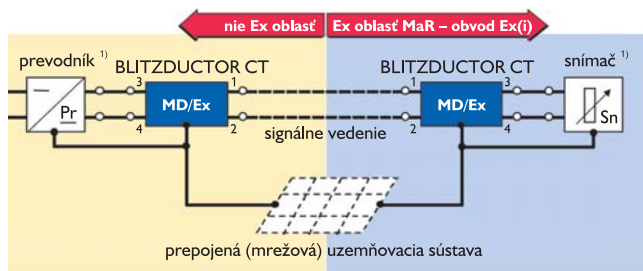 nie Ex oblasť
Ex oblasť MaR – obvod Ex(i)
prevodník 1)
BLITZDUCTOR CT
BLITZDUCTOR CT
snímač 1)
3
1
1
3
MD/Ex
MD/Ex
Pr
Sn
4
2
signálne vedenie
2
4
prepojená (mrežová) uzemňovacia sústava